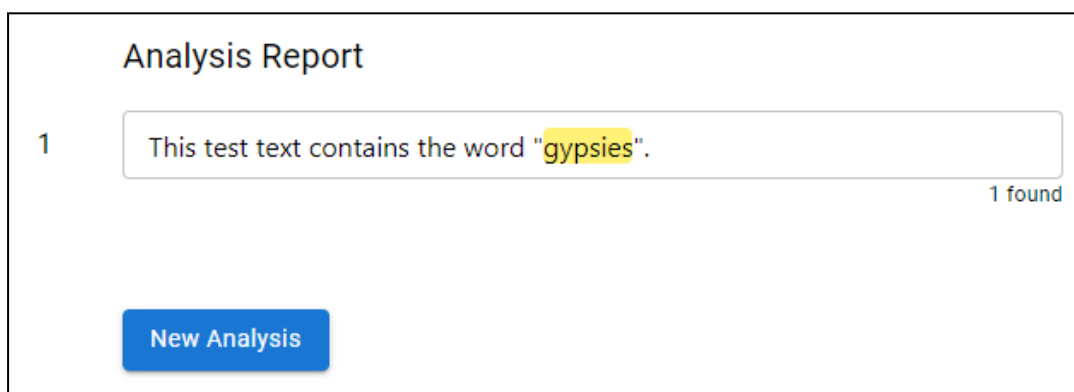 Analysis Report
1
This test text contains the word "gypsies".
1 found
New Analysis